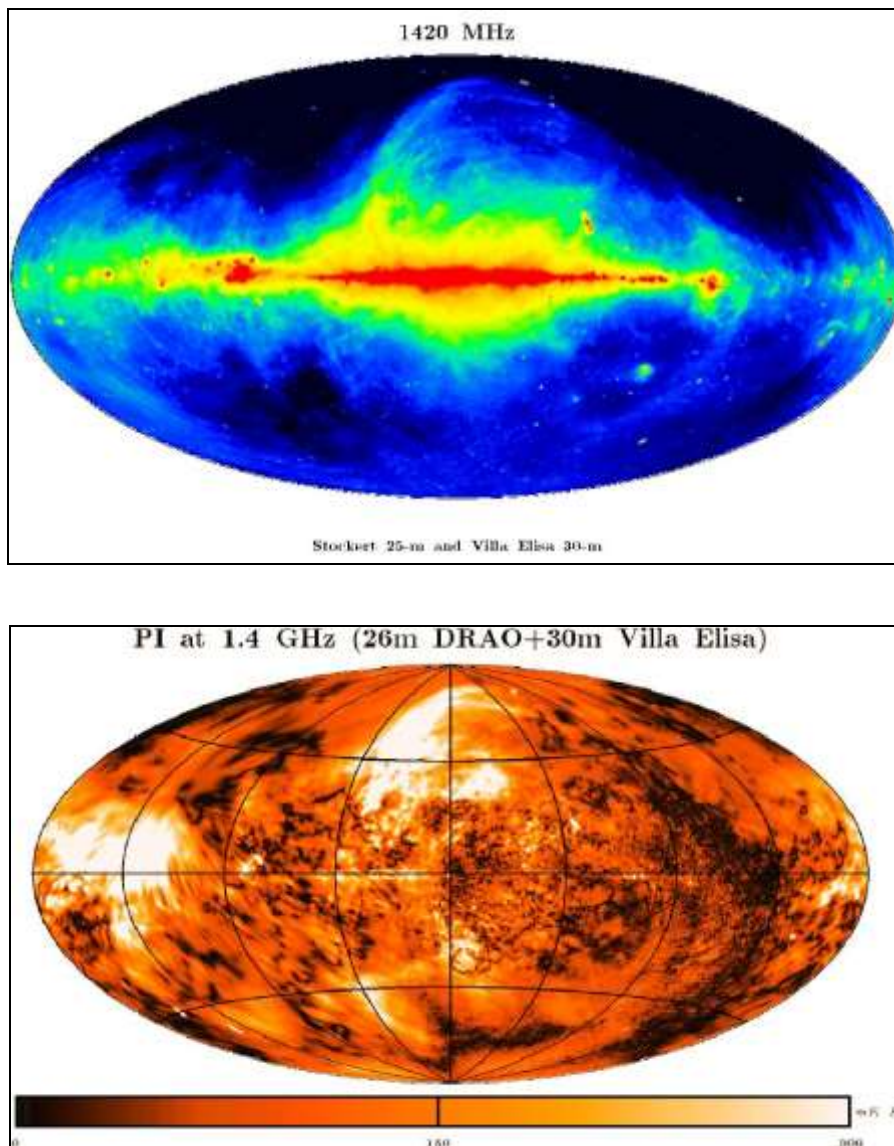 1420 MHz
Stockert 25-m and Villa Elisa 30-m
PI at 1.4 GHz (26m DRAO+30m Villa Elisa)
0 150